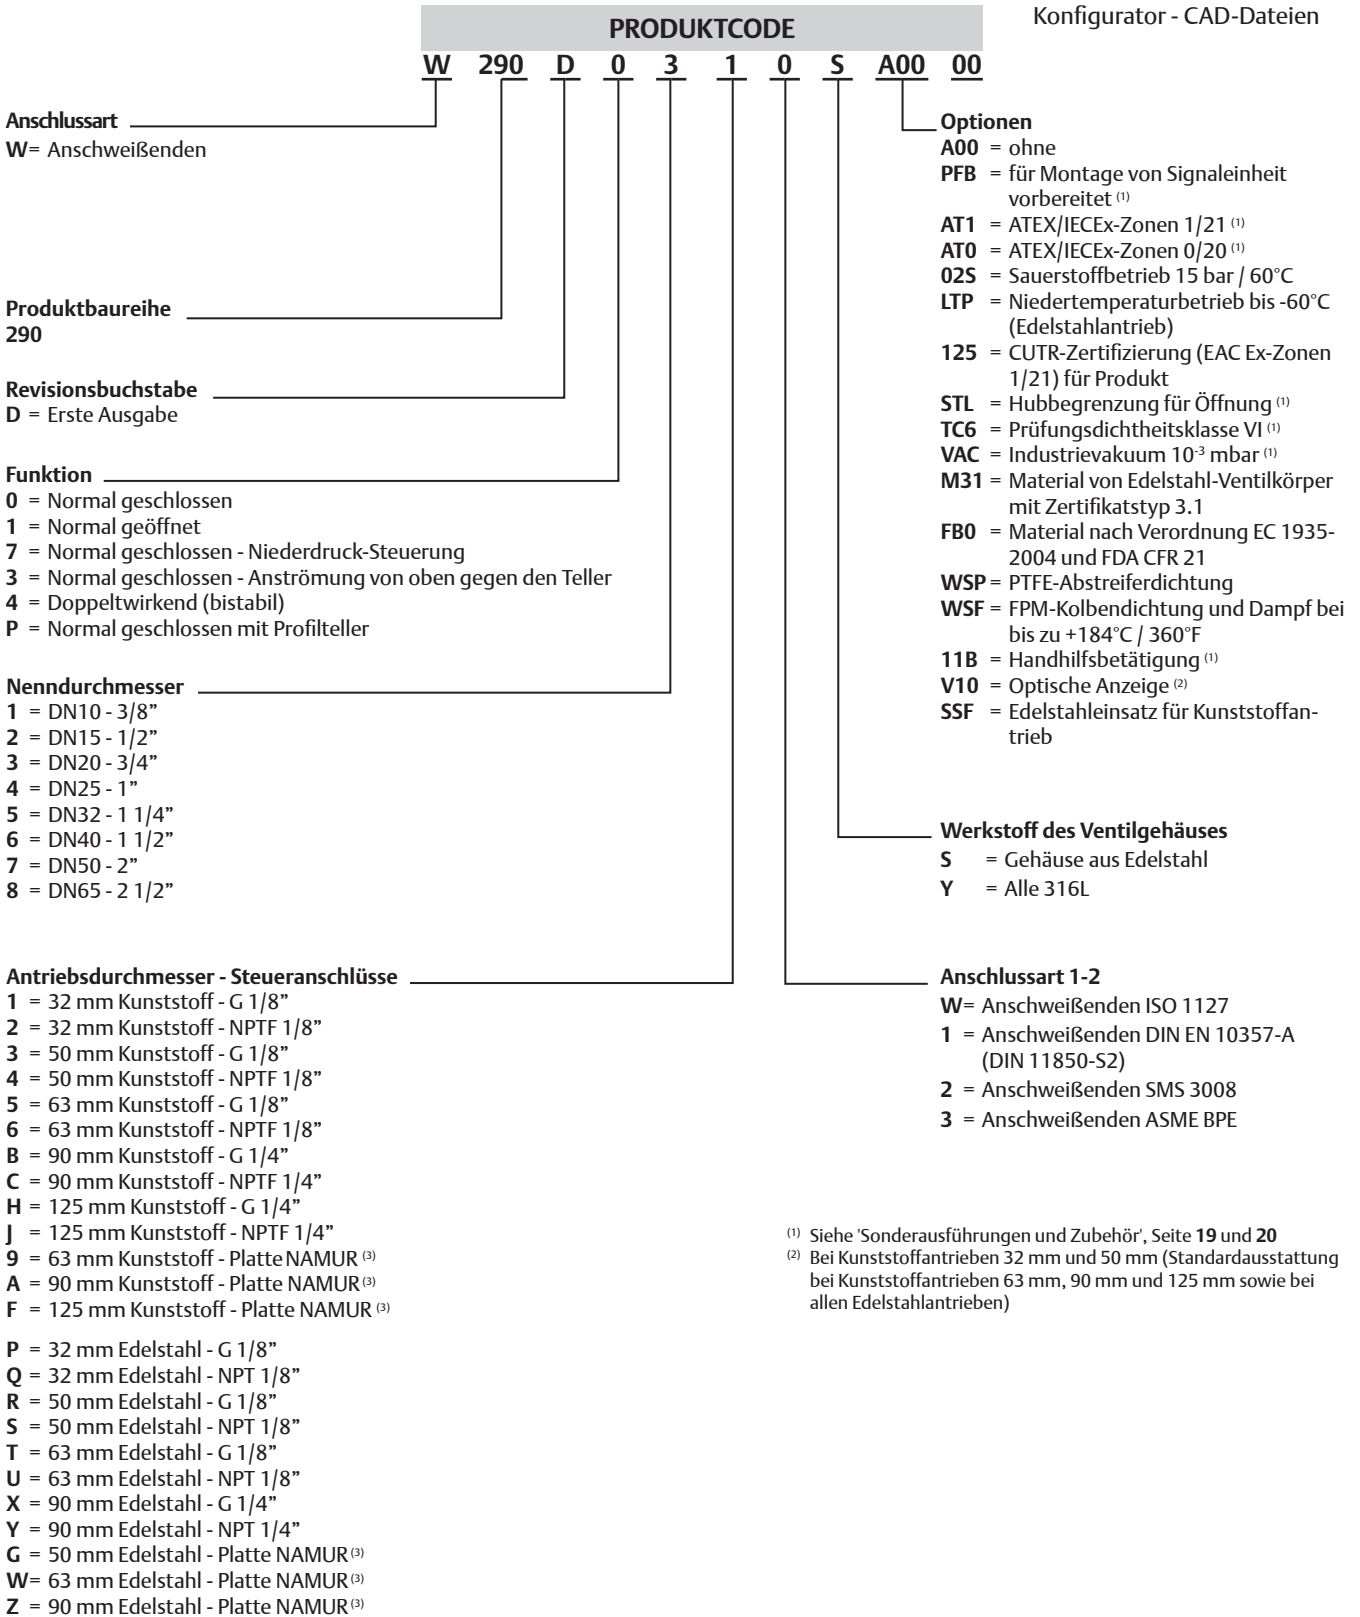 PRODUKTCODE
Konfigurator - CAD-Dateien
W 290 D 0 3 1 0 S A00 00
Anschlussart
W= Anschweißenden
Produktbaureihe
290
Revisionsbuchstabe
D = Erste Ausgabe
Funktion
0 = Normal geschlossen
1 = Normal geöffnet
7 = Normal geschlossen - Niederdruck-Steuerung
3 = Normal geschlossen - Anströmung von oben gegen den Teller
4 = Doppeltwirkend (bistabil)
P = Normal geschlossen mit Profilteller
Nenndurchmesser
1 = DN10 - 3/8”
2 = DN15 - 1/2”
3 = DN20 - 3/4”
4 = DN25 - 1”
5 = DN32 - 1 1/4”
6 = DN40 - 1 1/2”
7 = DN50 - 2”
8 = DN65 - 2 1/2”
Antriebsdurchmesser - Steueranschlüsse
1 = 32 mm Kunststoff - G 1/8”
2 = 32 mm Kunststoff - NPTF 1/8”
3 = 50 mm Kunststoff - G 1/8”
4 = 50 mm Kunststoff - NPTF 1/8”
5 = 63 mm Kunststoff - G 1/8”
6 = 63 mm Kunststoff - NPTF 1/8”
B = 90 mm Kunststoff - G 1/4”
C = 90 mm Kunststoff - NPTF 1/4”
H = 125 mm Kunststoff - G 1/4”
J = 125 mm Kunststoff - NPTF 1/4”
9 = 63 mm Kunststoff - Platte NAMUR (3)
A = 90 mm Kunststoff - Platte NAMUR (3)
F = 125 mm Kunststoff - Platte NAMUR (3)
P = 32 mm Edelstahl - G 1/8”
Q = 32 mm Edelstahl - NPT 1/8”
R = 50 mm Edelstahl - G 1/8”
S = 50 mm Edelstahl - NPT 1/8”
T = 63 mm Edelstahl - G 1/8”
U = 63 mm Edelstahl - NPT 1/8”
X = 90 mm Edelstahl - G 1/4”
Y = 90 mm Edelstahl - NPT 1/4”
G = 50 mm Edelstahl - Platte NAMUR (3)
W= 63 mm Edelstahl - Platte NAMUR (3)
Z = 90 mm Edelstahl - Platte NAMUR (3)
Optionen
A00 = ohne
PFB = für Montage von Signaleinheit
vorbereitet (1)
AT1 = ATEX/IECEx-Zonen 1/21 (1)
AT0 = ATEX/IECEx-Zonen 0/20 (1)
02S = Sauerstoffbetrieb 15 bar / 60°C
LTP = Niedertemperaturbetrieb bis -60°C
(Edelstahlantrieb)
125 = CUTR-Zertifizierung (EAC Ex-Zonen
1/21) für Produkt
STL = Hubbegrenzung für Öffnung (1)
TC6 = Prüfungsdichtheitsklasse VI (1)
VAC = Industrievakuum 10-3 mbar (1)
M31 = Material von Edelstahl-Ventilkörper
mit Zertifikatstyp 3.1
FB0 = Material nach Verordnung EC 1935-
2004 und FDA CFR 21
WSP = PTFE-Abstreiferdichtung
WSF = FPM-Kolbendichtung und Dampf bei
bis zu +184°C / 360°F
11B = Handhilfsbetätigung (1)
V10 = Optische Anzeige (2)
SSF = Edelstahleinsatz für Kunststoffan-
trieb
Werkstoff des Ventilgehäuses
S = Gehäuse aus Edelstahl
Y = Alle 316L
Anschlussart 1-2
W= Anschweißenden ISO 1127
1 = Anschweißenden DIN EN 10357-A
(DIN 11850-S2)
2 = Anschweißenden SMS 3008
3 = Anschweißenden ASME BPE
(1) Siehe 'Sonderausführungen und Zubehör', Seite 19 und 20
(2) Bei Kunststoffantrieben 32 mm und 50 mm (Standardausstattung
bei Kunststoffantrieben 63 mm, 90 mm und 125 mm sowie bei
allen Edelstahlantrieben)